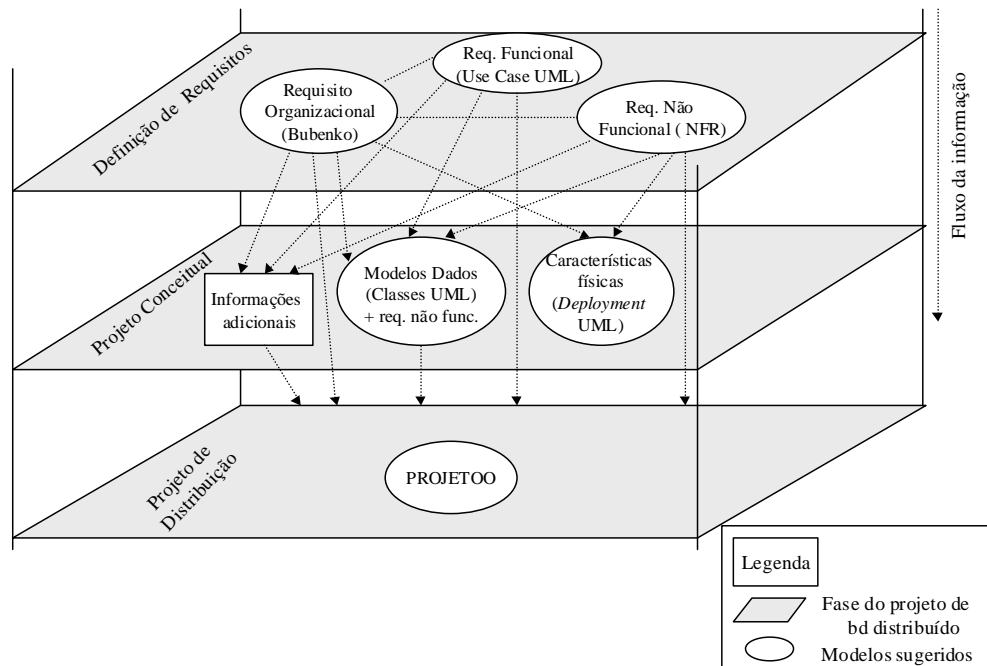 Definição de Requisitos
Req. Funcional
(Use Case UML)
Requisito
Organizacional
(Bubenko)
Req. Não
Funcional ( NFR)
Fluxo da informação
Projeto Conceitual
Informações
adicionais
Modelos Dados
(Classes UML)
+ req. não func.
Características
físicas
(Deployment
UML)
Projeto de
Distribuição
PROJETOO
Legenda
Fase do projeto de
bd distribuído
Modelos sugeridos